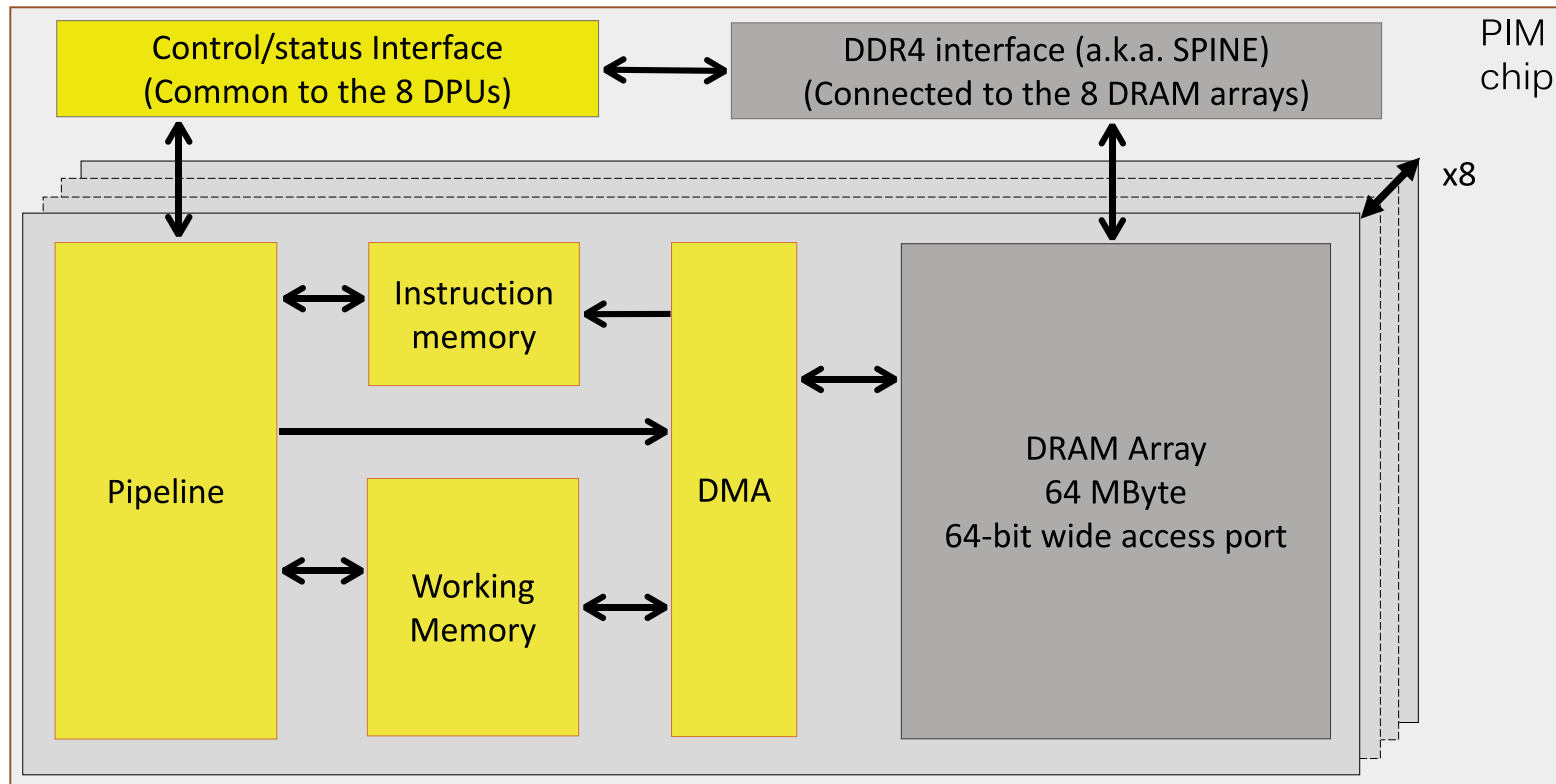 Control/status Interface
(Common to the 8 DPUs)
DDR4 interface (a.k.a. SPINE)
(Connected to the 8 DRAM arrays)
PIM
chip
x8
Pipeline
Instruction
memory
Working
Memory
DMA
DRAM Array
64 MByte
64-bit wide access port